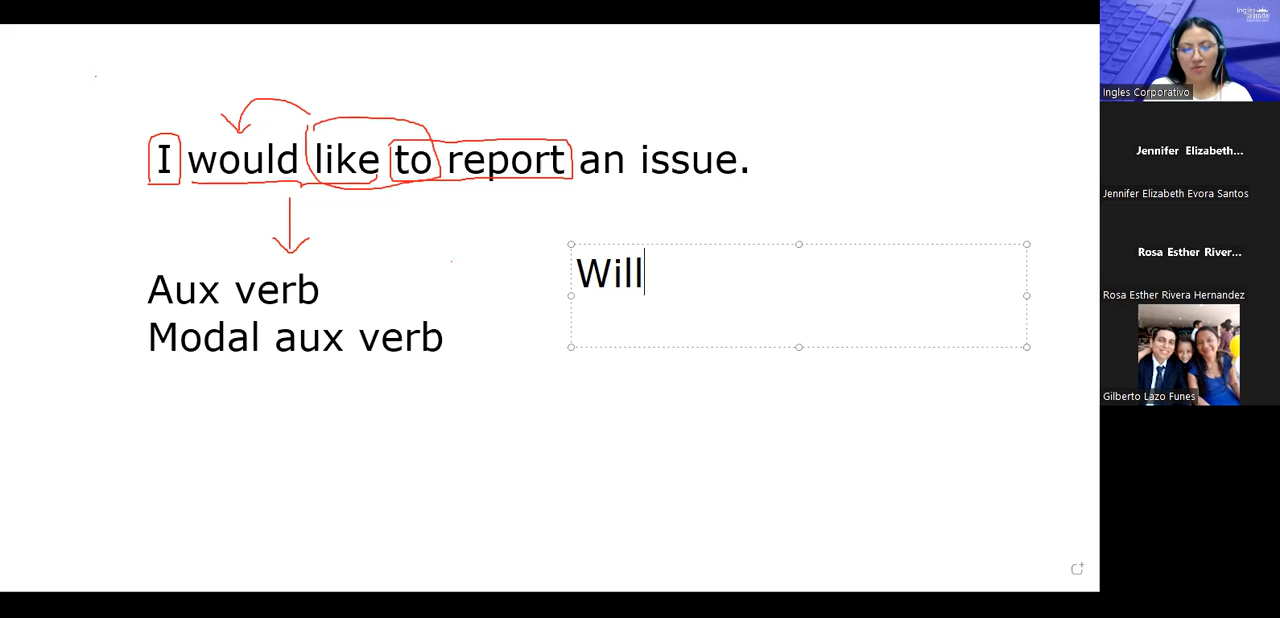 I would like to report an issue.
Aux verb
Modal aux verb
Will
Ingles
Ingles Corporativo
Jennifer Elizabeth...
Jennifer Elizabeth Evora Santos
Rosa Esther River...
Rosa Esther Rivera Hernandez
Gilberto Lazo Funes